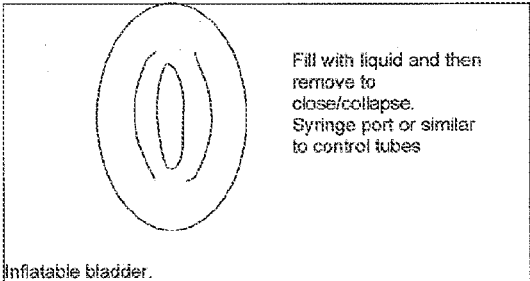 Fill with liquid and then
remove to
close/collapse.
Syringe port or similar
to control tubes
Inflatable bladder.